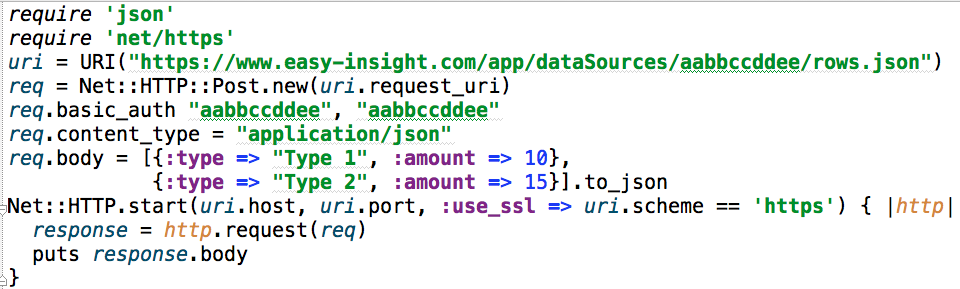 require 'json'
require 'net/https'
uri = URI("https://www.easy-insight.com/app/dataSources/aabbccddee/rows.json")
req = Net::HTTP::Post.new(uri.request_uri)
req.basic_auth "aabbccddee", "aabbccddee"
req.content_type = "application/json"
req.body = [{:type => "Type 1", :amount => 10},
            {:type => "Type 2", :amount => 15}].to_json
Net::HTTP.start(uri.host, uri.port, :use_ssl => uri.scheme == 'https') { |http|
  response = http.request(req)
  puts response.body
}